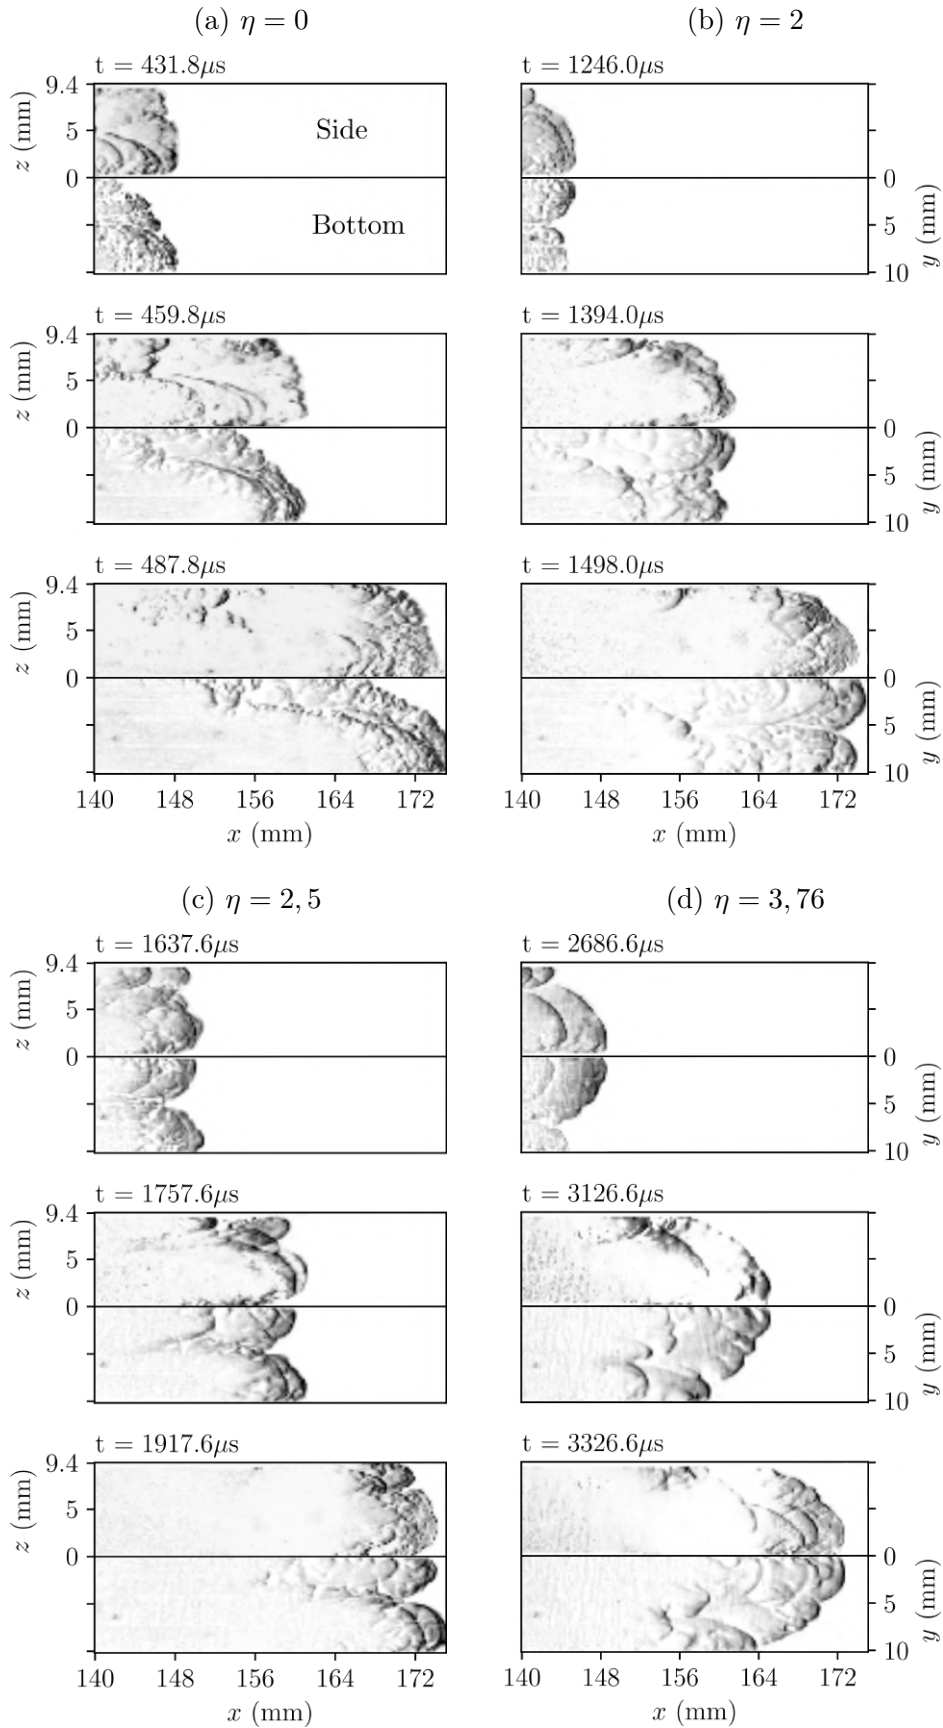 (a) η = 0
(b) η = 2
t = 431.8μs
t = 1246.0μs
9.4
z (mm)
5
0
Side
Bottom
0
5
10
y (mm)
t = 459.8μs
t = 1394.0μs
9.4
z (mm)
5
0
0
5
10
y (mm)
t = 487.8μs
t = 1498.0μs
9.4
z (mm)
5
0
0
5
10
y (mm)
140 148 156 164 172
140 148 156 164 172
x (mm)
x (mm)
(c) η = 2, 5
(d) η = 3, 76
t = 1637.6μs
t = 2686.6μs
9.4
z (mm)
5
0
0
5
10
y (mm)
t = 1757.6μs
t = 3126.6μs
9.4
z (mm)
5
0
0
5
10
y (mm)
t = 1917.6μs
t = 3326.6μs
9.4
z (mm)
5
0
0
5
10
y (mm)
140 148 156 164 172
140 148 156 164 172
x (mm)
x (mm)